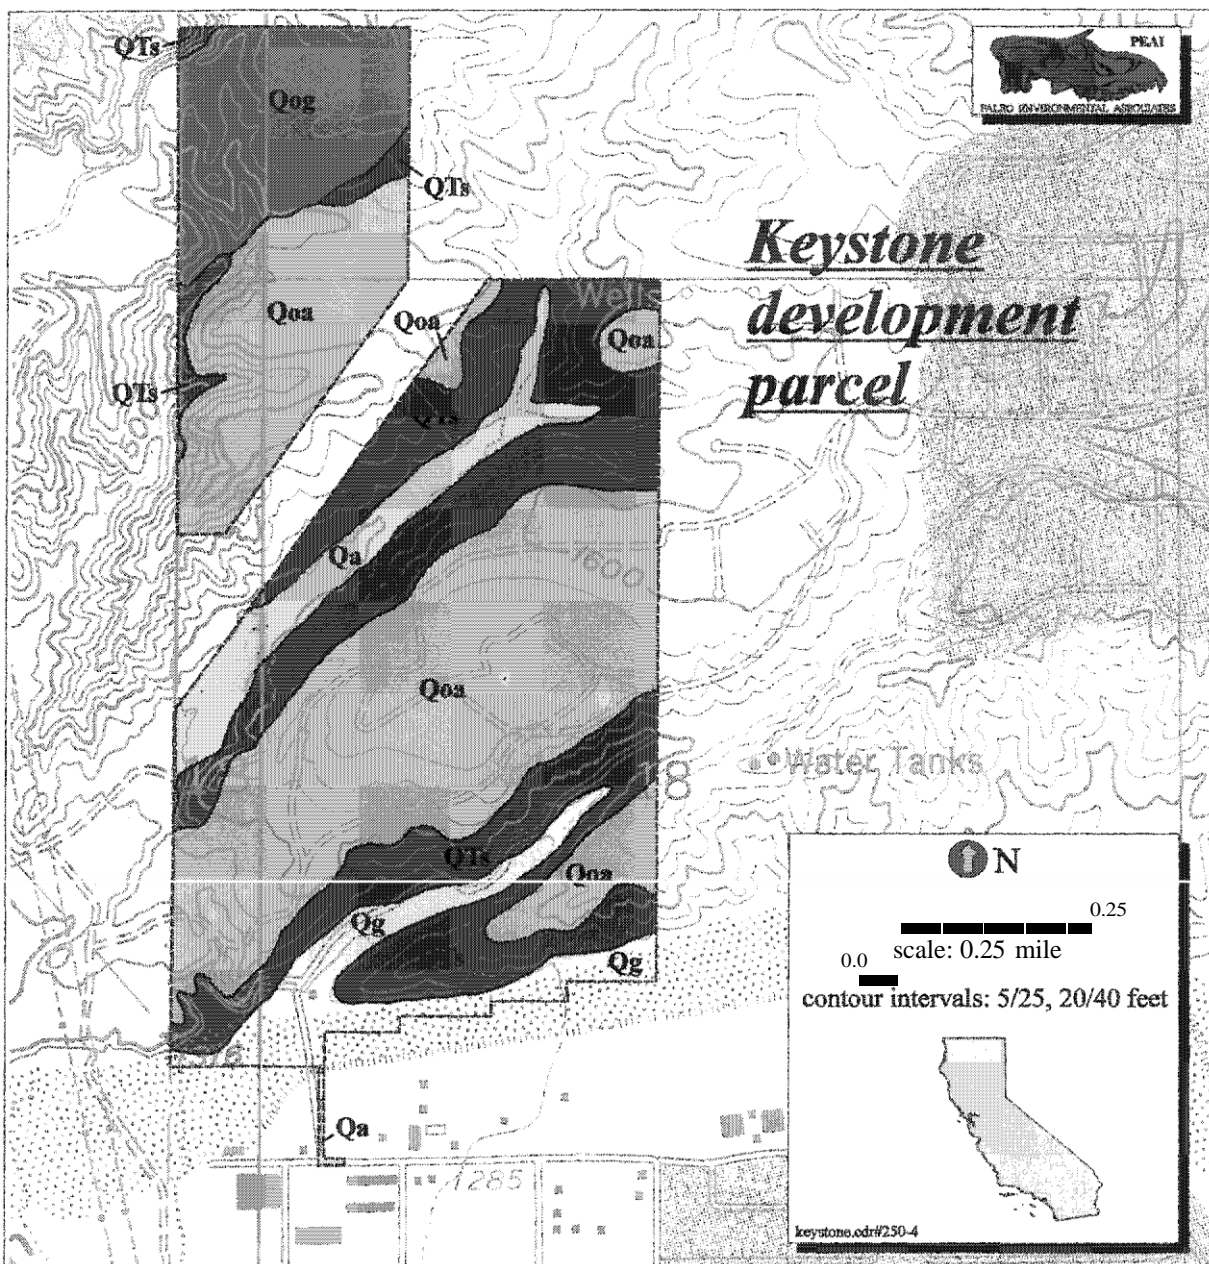 QTs
PEAI
PALEO ENVIRONMENTAL ASSOCIATES
Qog
QTs
Keystone
development
parcel
Wells
Qoa
Qoa
Qoa
QTs
QTs
Qa
1600
Qoa
Water Tanks
18
QTs
Qoa
Qg
Qg
N
0.25
scale: 0.25 mile
0.0
contour intervals: 5/25, 20/40 feet
Qa
1285
keystone.cdr#250-4